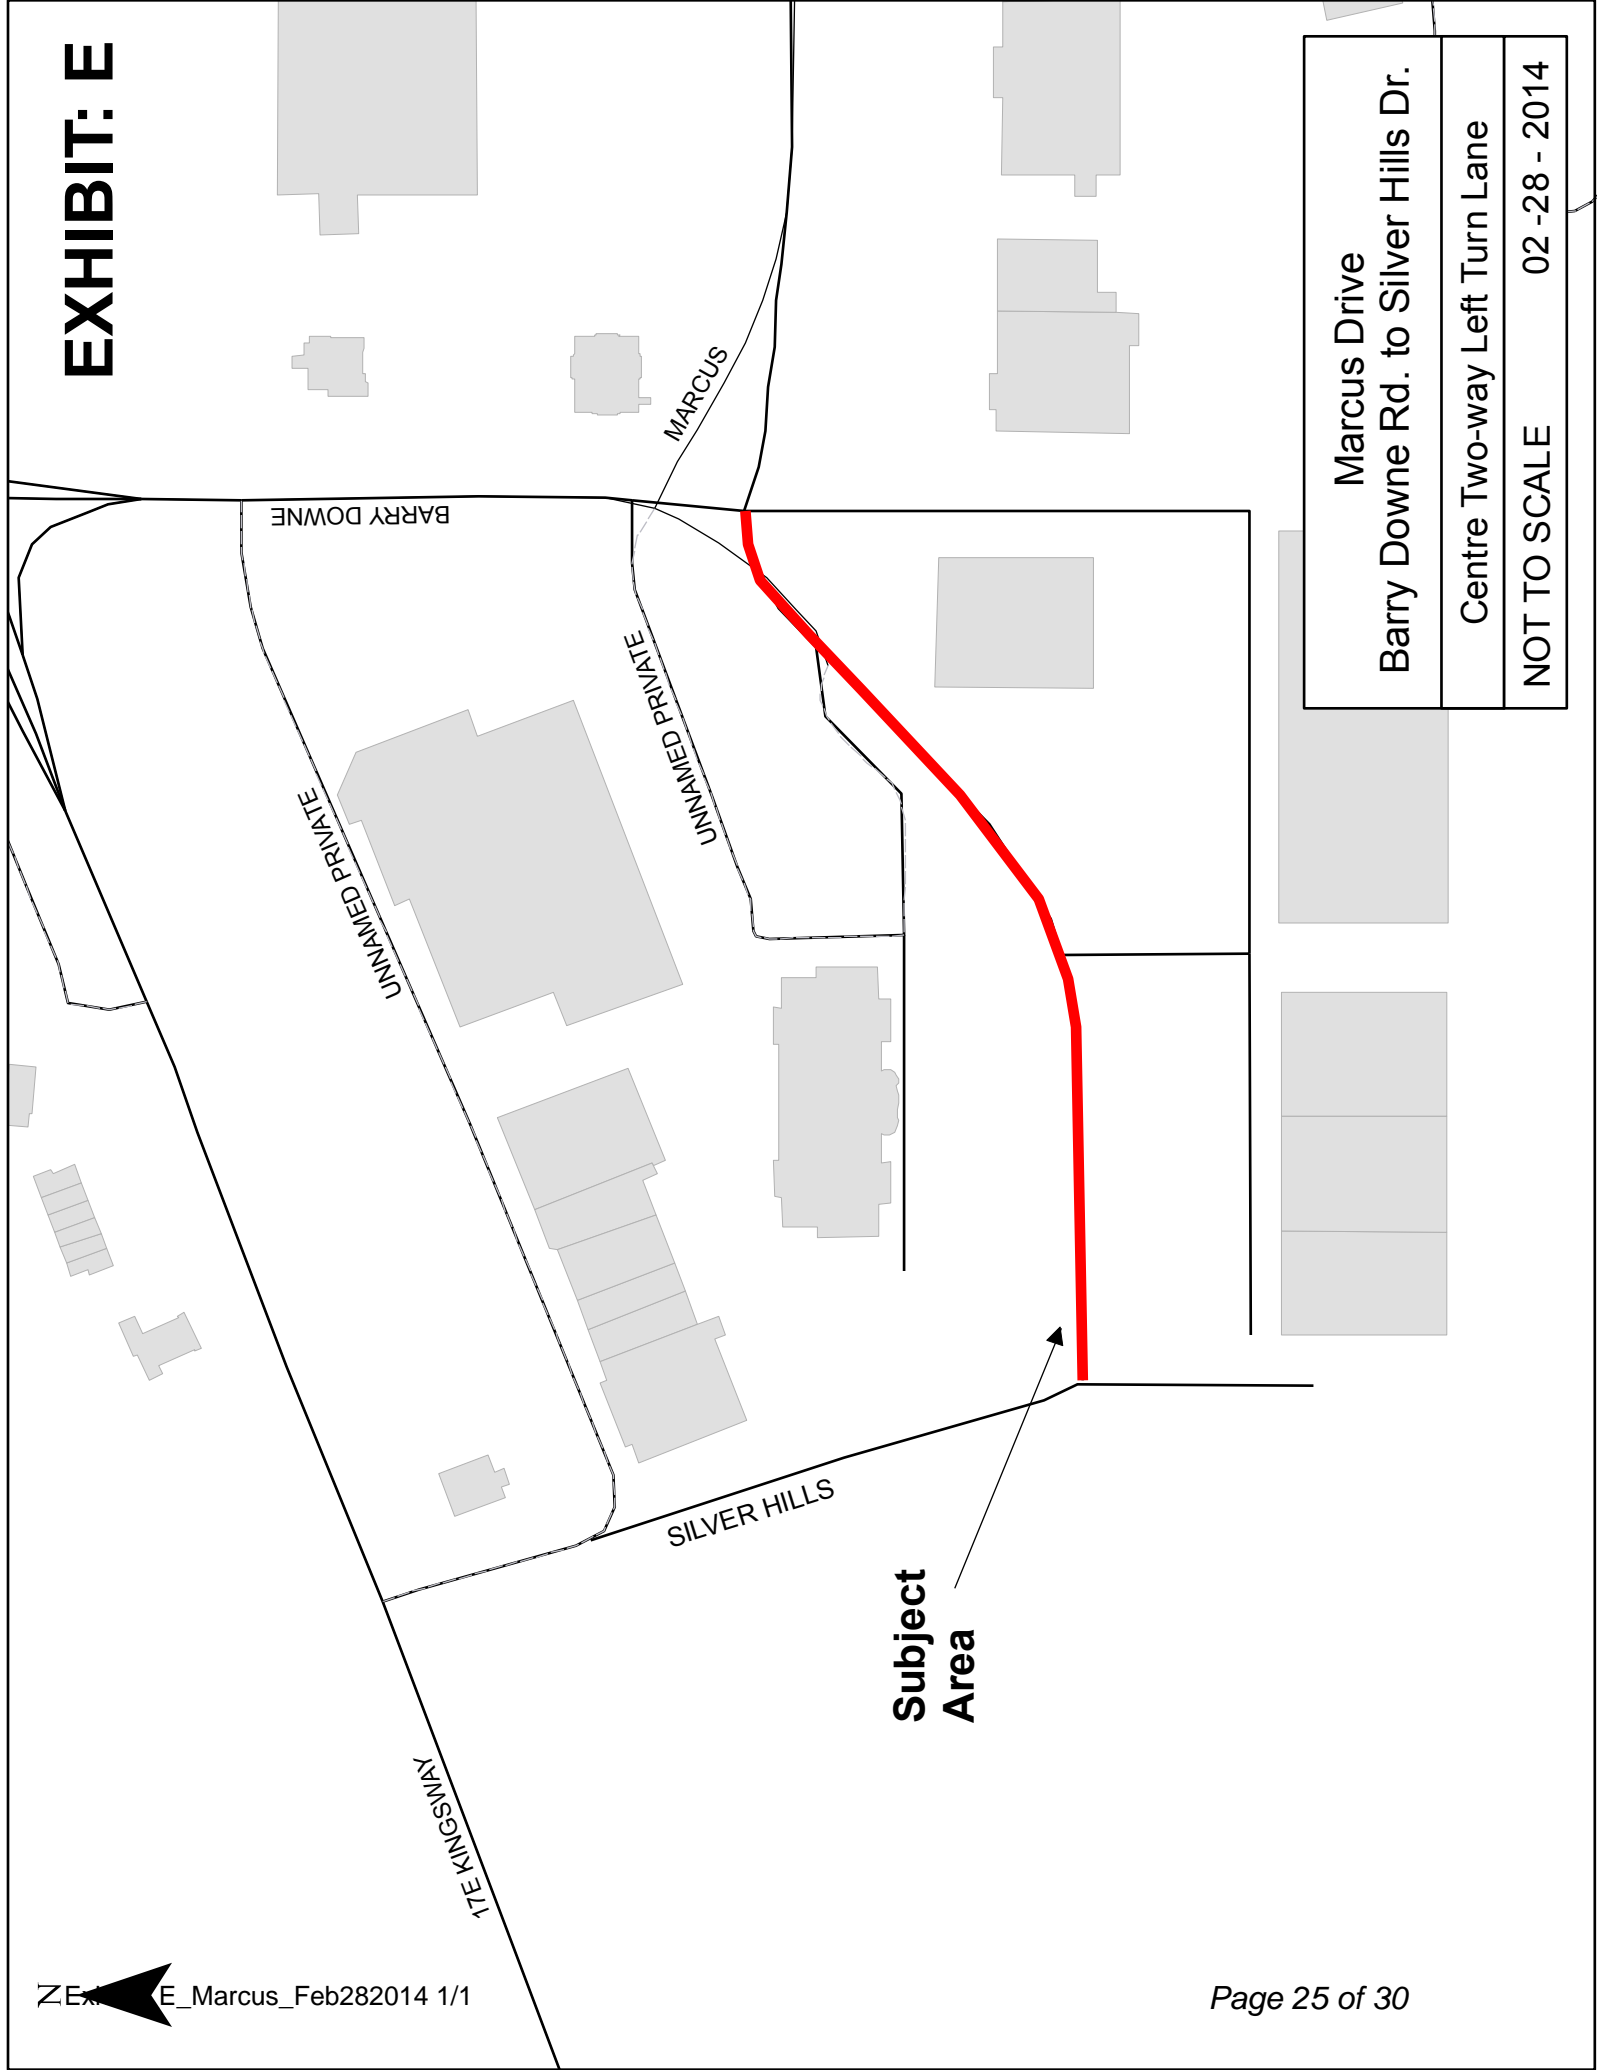 EXHIBIT: E
BARRY DOWNE
MARCUS
UNNAMED PRIVATE
UNNAMED PRIVATE
SILVER HILLS
17E KINGSWAY
Subject
Area
Marcus Drive
Barry Downe Rd. to Silver Hills Dr.
Centre Two-way Left Turn Lane
NOT TO SCALE 02 -28 - 2014
N
E_Marcus_Feb282014 1/1
Page 25 of 30